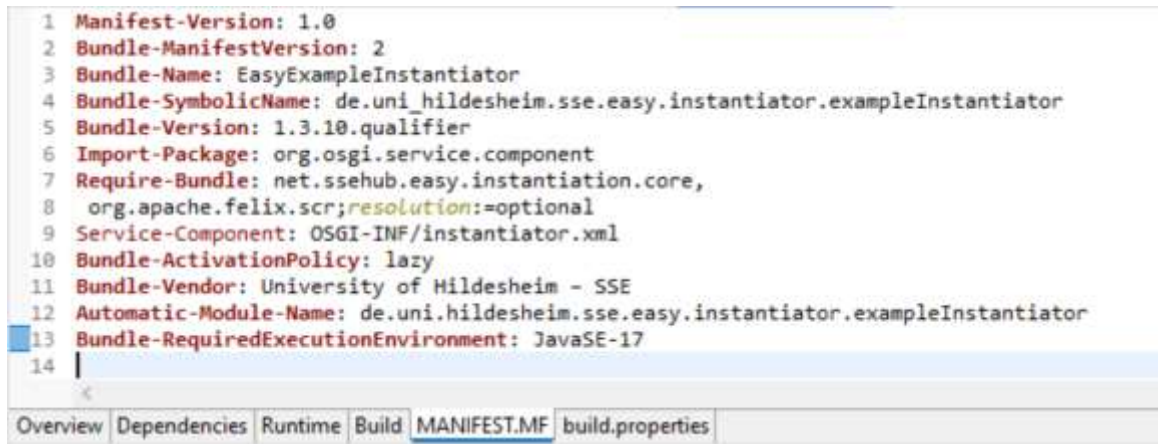 1 Manifest-Version: 1.0
2 Bundle-ManifestVersion: 2
3 Bundle-Name: EasyExampleInstantiator
4 Bundle-SymbolicName: de.uni_hildesheim.sse.easy.instantiator.exampleInstantiator
5 Bundle-Version: 1.3.10.qualifier
6 Import-Package: org.osgi.service.component
7 Require-Bundle: net.ssehub.easy.instantiation.core,
8  org.apache.felix.scr;resolution:=optional
9 Service-Component: OSGI-INF/instantiator.xml
10 Bundle-ActivationPolicy: lazy
11 Bundle-Vendor: University of Hildesheim – SSE
12 Automatic-Module-Name: de.uni.hildesheim.sse.easy.instantiator.exampleInstantiator
13 Bundle-RequiredExecutionEnvironment: JavaSE-17
14
Overview Dependencies Runtime Build MANIFEST.MF build.properties